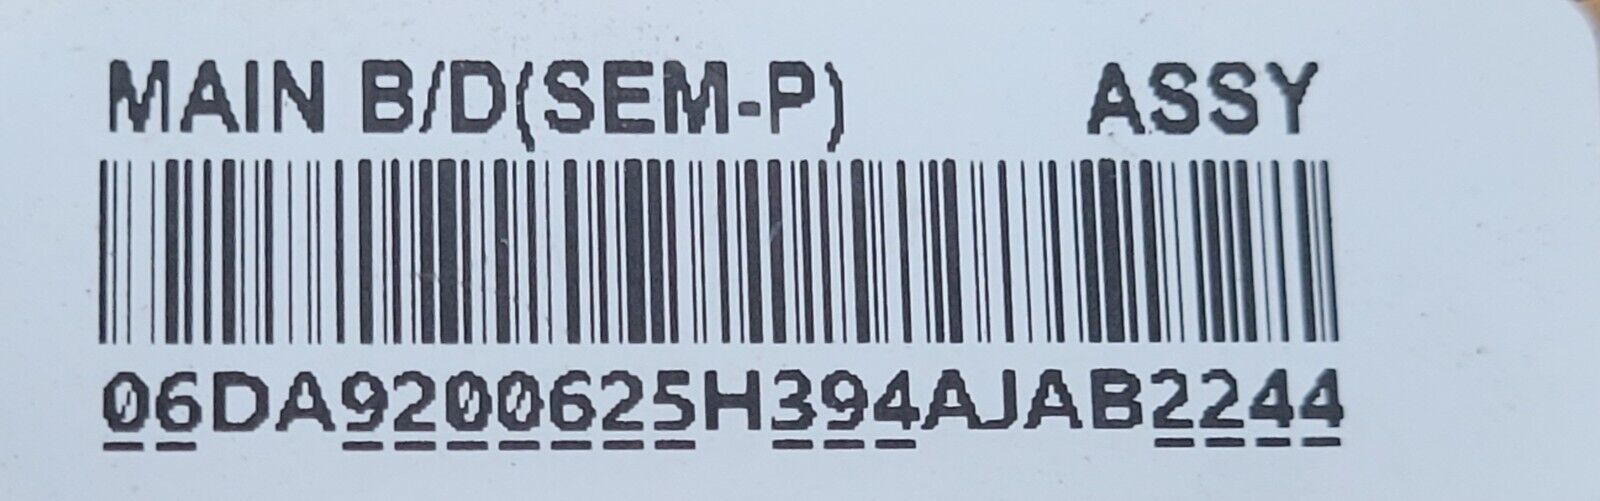 MAIN B/D(SEM-P) ASSY
06DA9200625H394AJAB2244